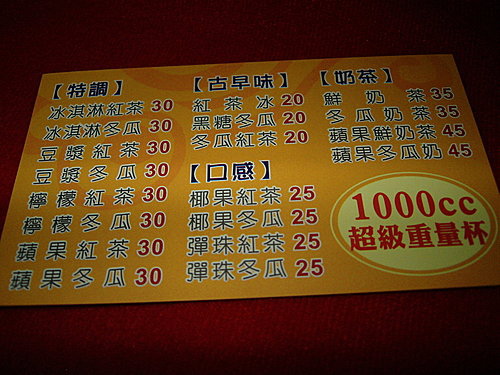 【特調】
冰淇淋紅茶 30
冰淇淋冬瓜 30
豆漿紅茶 30
豆漿冬瓜 30
檸檬紅茶 30
檸檬冬瓜 30
蘋果紅茶 30
蘋果冬瓜 30
【古早味】
紅茶冰 20
黑糖冬瓜 20
冬瓜紅茶 20
【口感】
椰果紅茶 25
椰果冬瓜 25
彈珠紅茶 25
彈珠冬瓜 25
【奶茶】
鮮奶茶 35
冬瓜奶茶 35
蘋果鮮奶茶 45
蘋果冬瓜奶 45
1000cc
超級重量杯